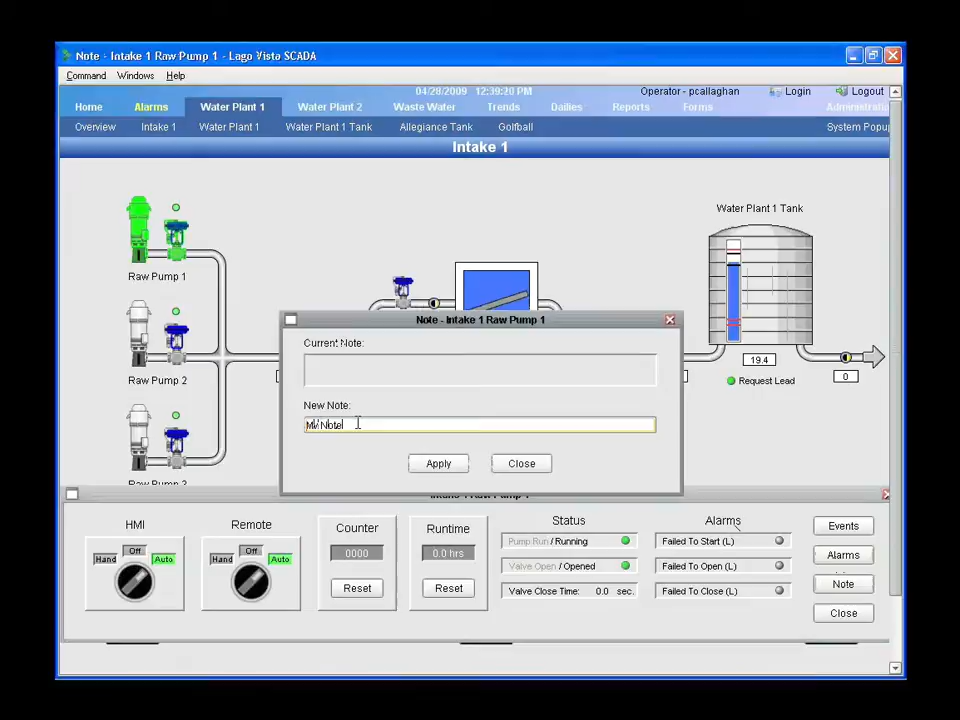 Note - Intake 1 Raw Pump 1 - Lago Vista SCADA
Command Windows Help
04/28/2009 12:39:20 PM Operator - pcallaghan Login Logout
Home Alarms Water Plant 1 Water Plant 2 Waste Water Trends Dailies Reports Forms
Overview Intake 1 Water Plant 1 Water Plant 1 Tank Allegiance Tank Golfball System Popu
Intake 1
Water Plant 1 Tank
Raw Pump 1
Note - Intake 1 Raw Pump 1
Current Note:
19.4
Raw Pump 2
Request Lead
0
New Note:
Apply Close
Intake 1 Raw Pump 1
HMI Remote Counter Runtime Status Alarms
Events
Hand Off Auto
Hand Off Auto
0000
0.0 hrs
Pump Run / Running
Failed To Start (L)
Alarms
Valve Open / Opened
Failed To Open (L)
Note
Reset
Reset
Valve Close Time: 0.0 sec.
Failed To Close (L)
Close